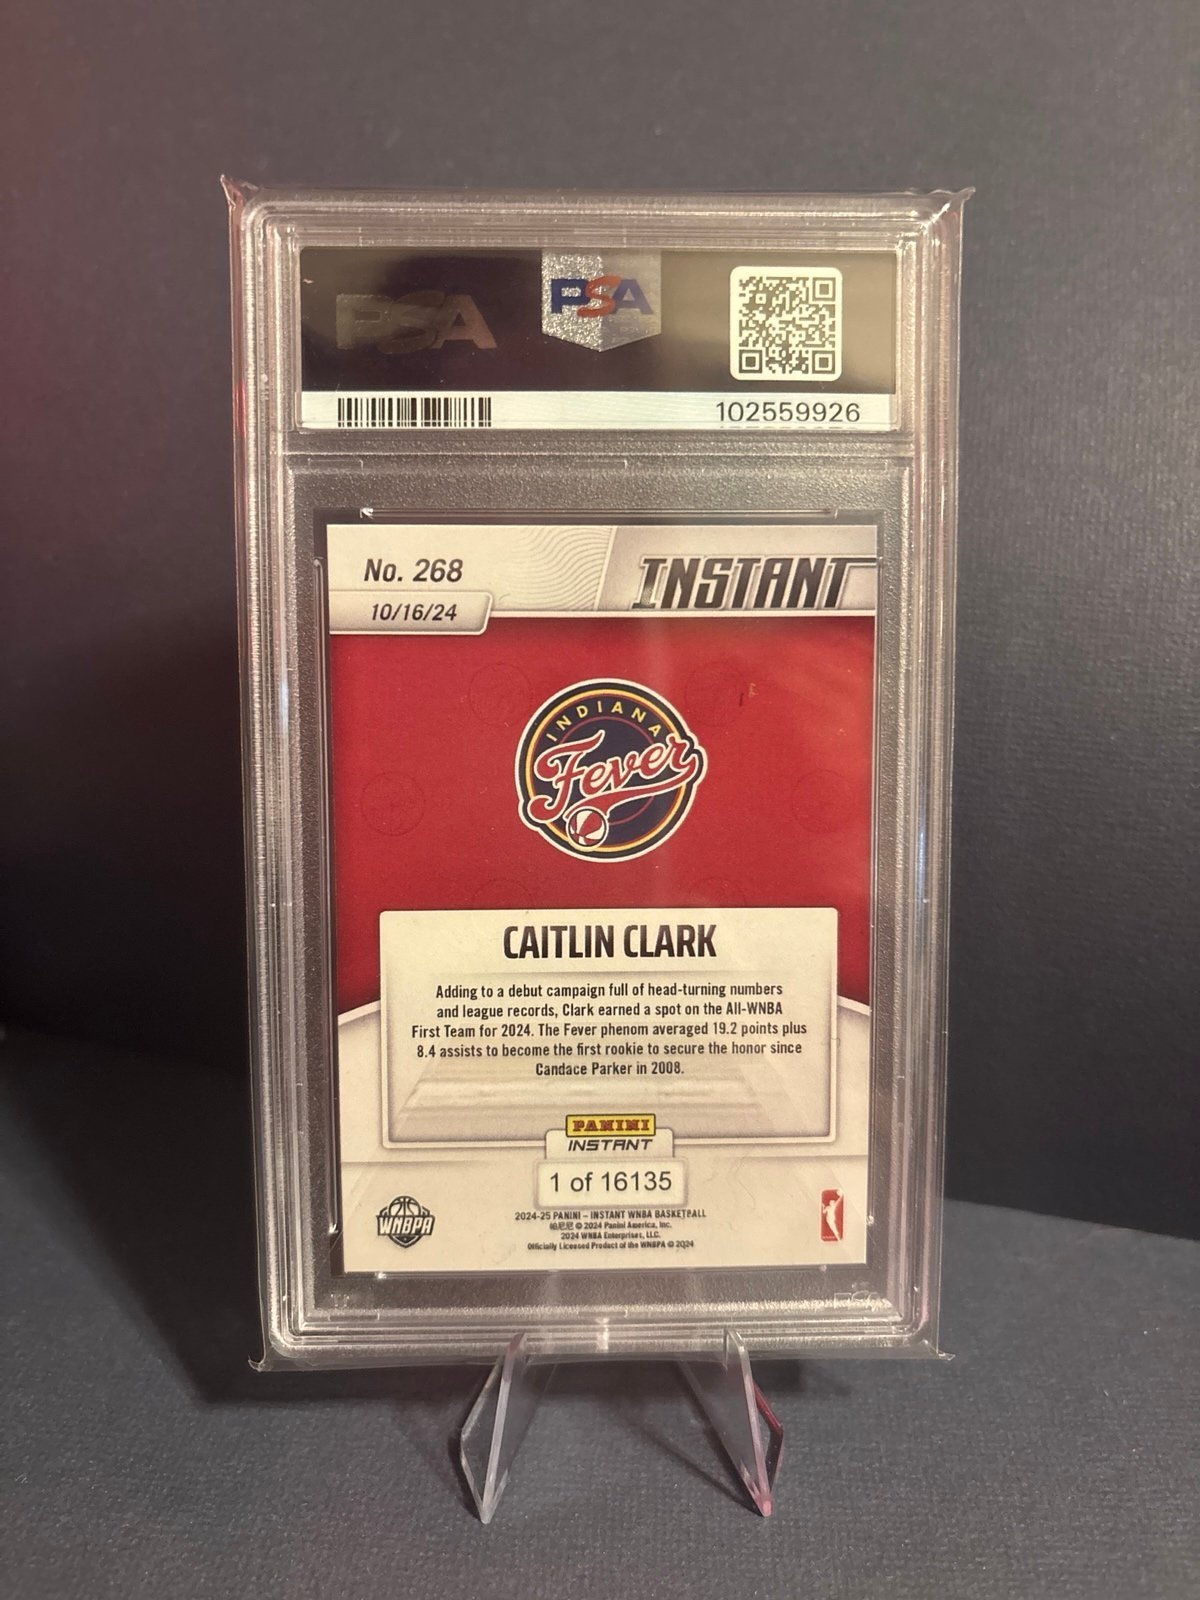 PSA
PSA
102559926
No. 268
INSTANT
10/16/24
INDIANA
Fever
CAITLIN CLARK
Adding to a debut campaign full of head-turning numbers
and league records, Clark earned a spot on the All-WNBA
First Team for 2024. The Fever phenom averaged 19.2 points plus
8.4 assists to become the first rookie to secure the honor since
Candace Parker in 2008.
PANINI
INSTANT
1 of 16135
WNBPA
2024-25 PANINI – INSTANT WNBA BASKETBALL
帕尼尼 © 2024 Panini America, Inc.
2024 WNBA Enterprises, LLC.
Officially Licensed Product of the WNBPA © 2024